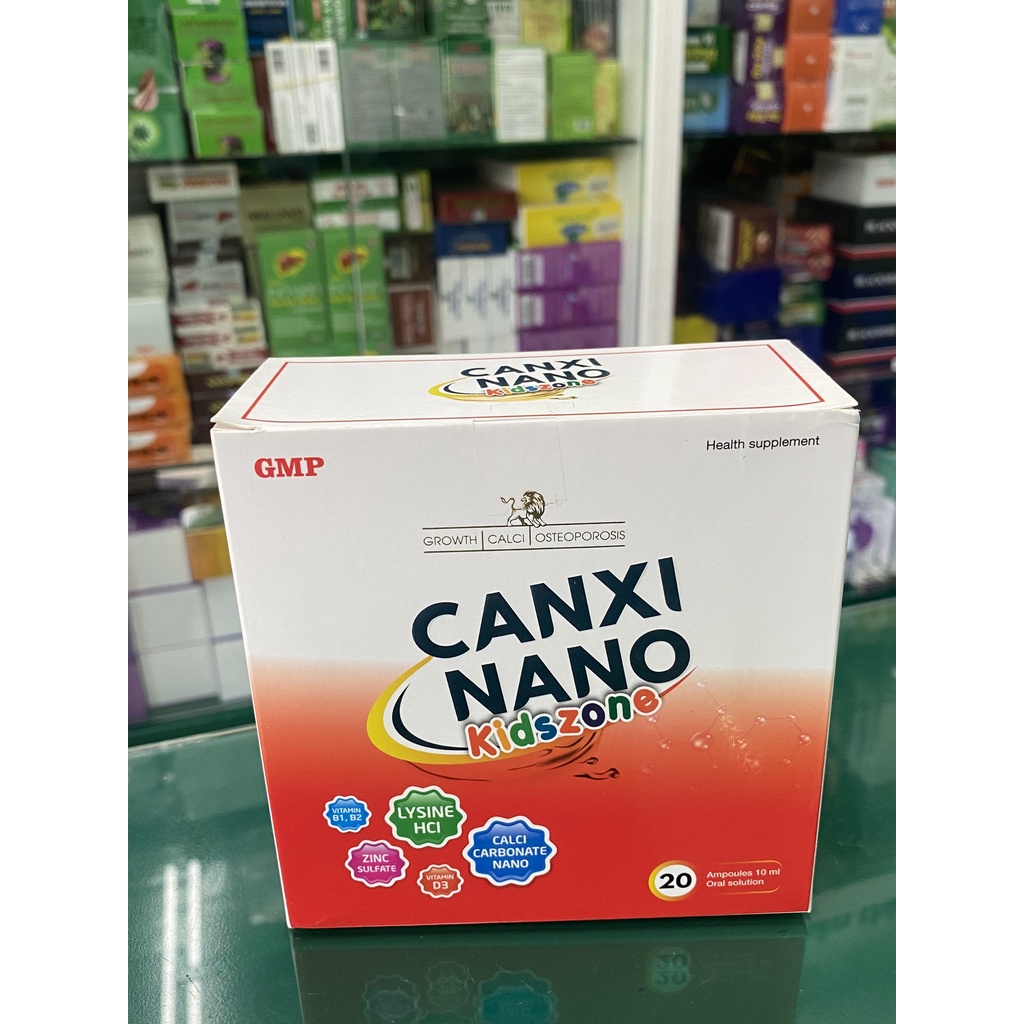 CANXI
NANO
Kidszone
GMP
Health supplement
GROWTH | CALCI | OSTEOPOROSIS
CANXI
NANO
Kidszone
VITAMIN
B1, B2
LYSINE
HCl
ZINC
SULFATE
VITAMIN
D3
CALCI
CARBONATE
NANO
20
Ampoules 10 ml
Oral solution